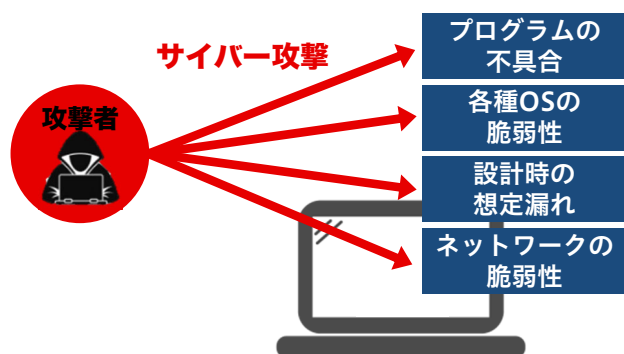 サイバー攻撃
攻撃者
プログラムの
不具合
各種OSの
脆弱性
設計時の
想定漏れ
ネットワークの
脆弱性